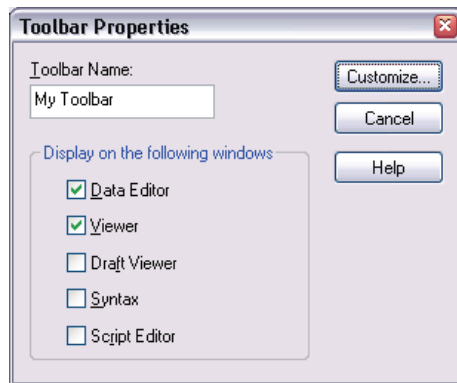 Toolbar Properties
Toolbar Name:
My Toolbar
Customize...
Cancel
Help
Display on the following windows
Data Editor
Viewer
Draft Viewer
Syntax
Script Editor